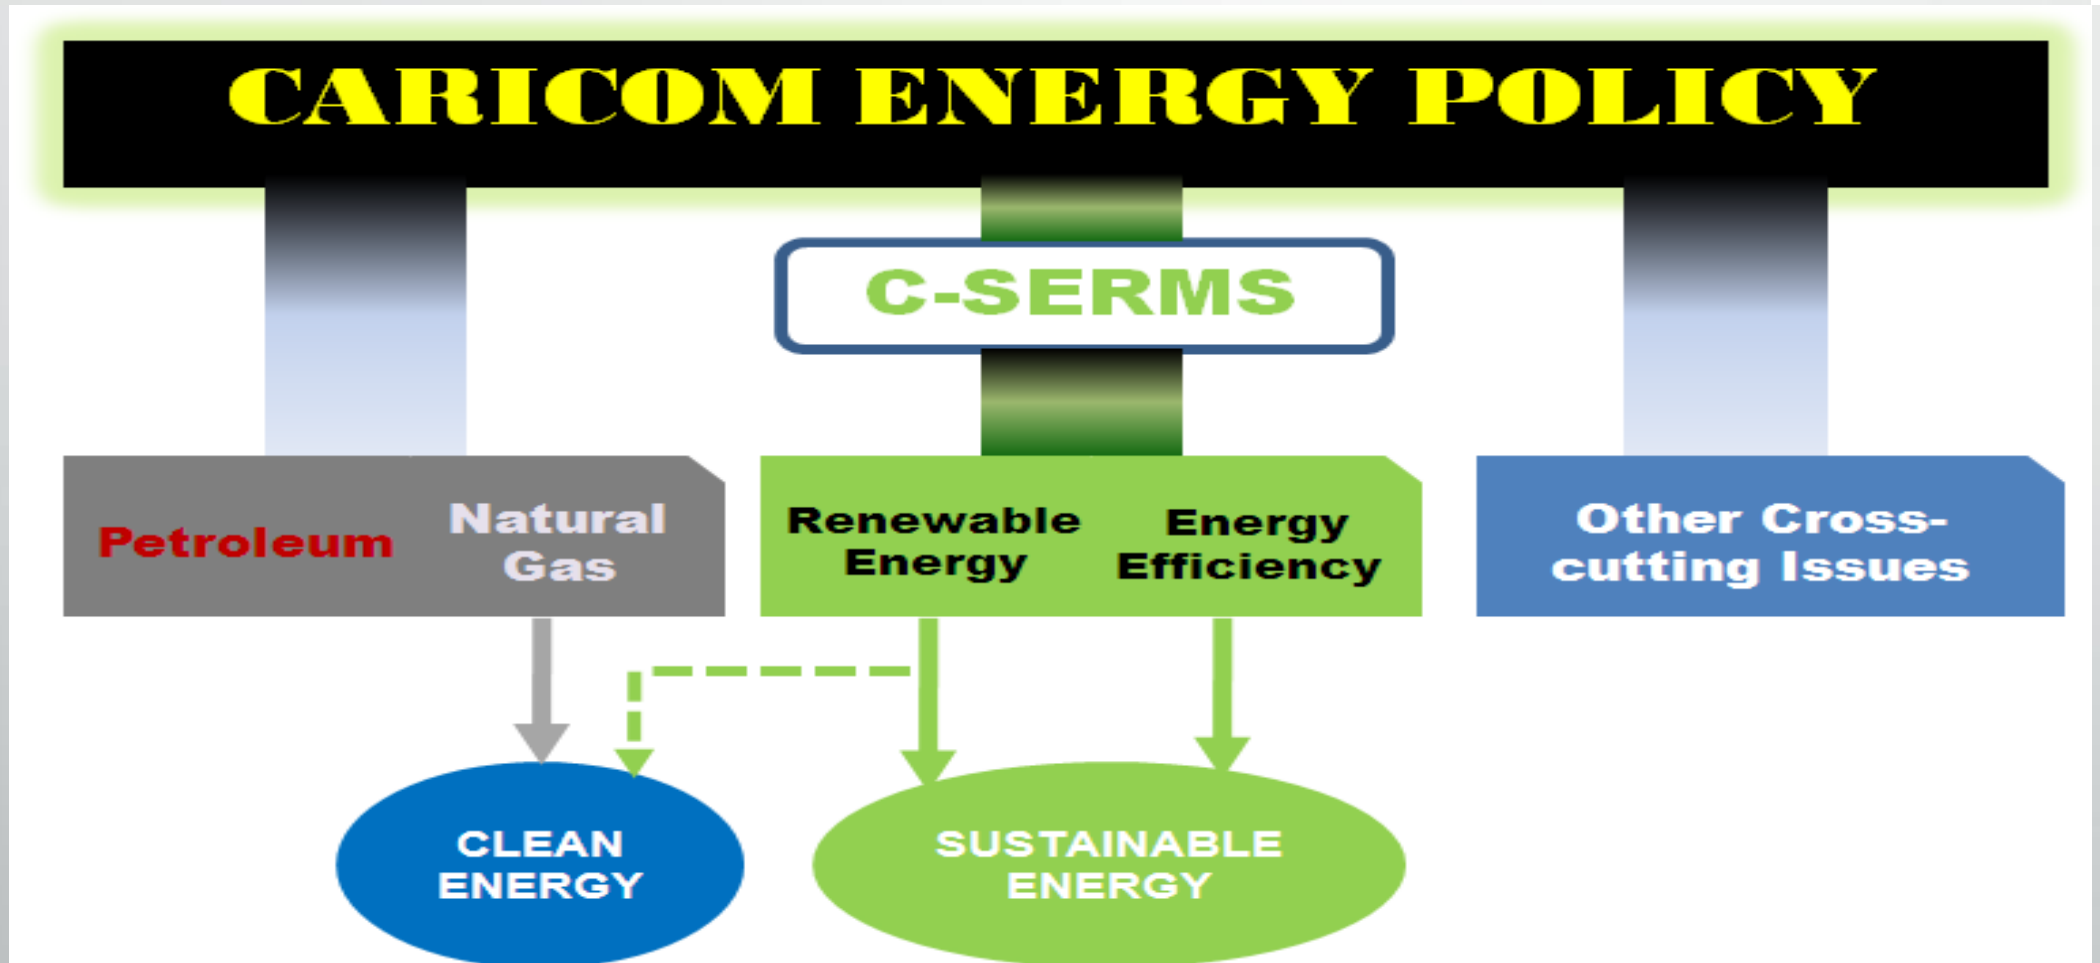 CARICOM ENERGY POLICY
C-SERMS
Petroleum
Natural
Gas
Renewable
Energy
Energy
Efficiency
Other Cross-
cutting Issues
CLEAN
ENERGY
SUSTAINABLE
ENERGY